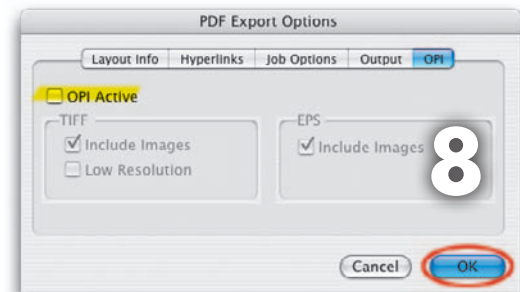 PDF Export Options
Layout Info Hyperlinks Job Options Output OPI
OPI Active
TIFF EPS
Include Images Include Images
Low Resolution
8
Cancel OK